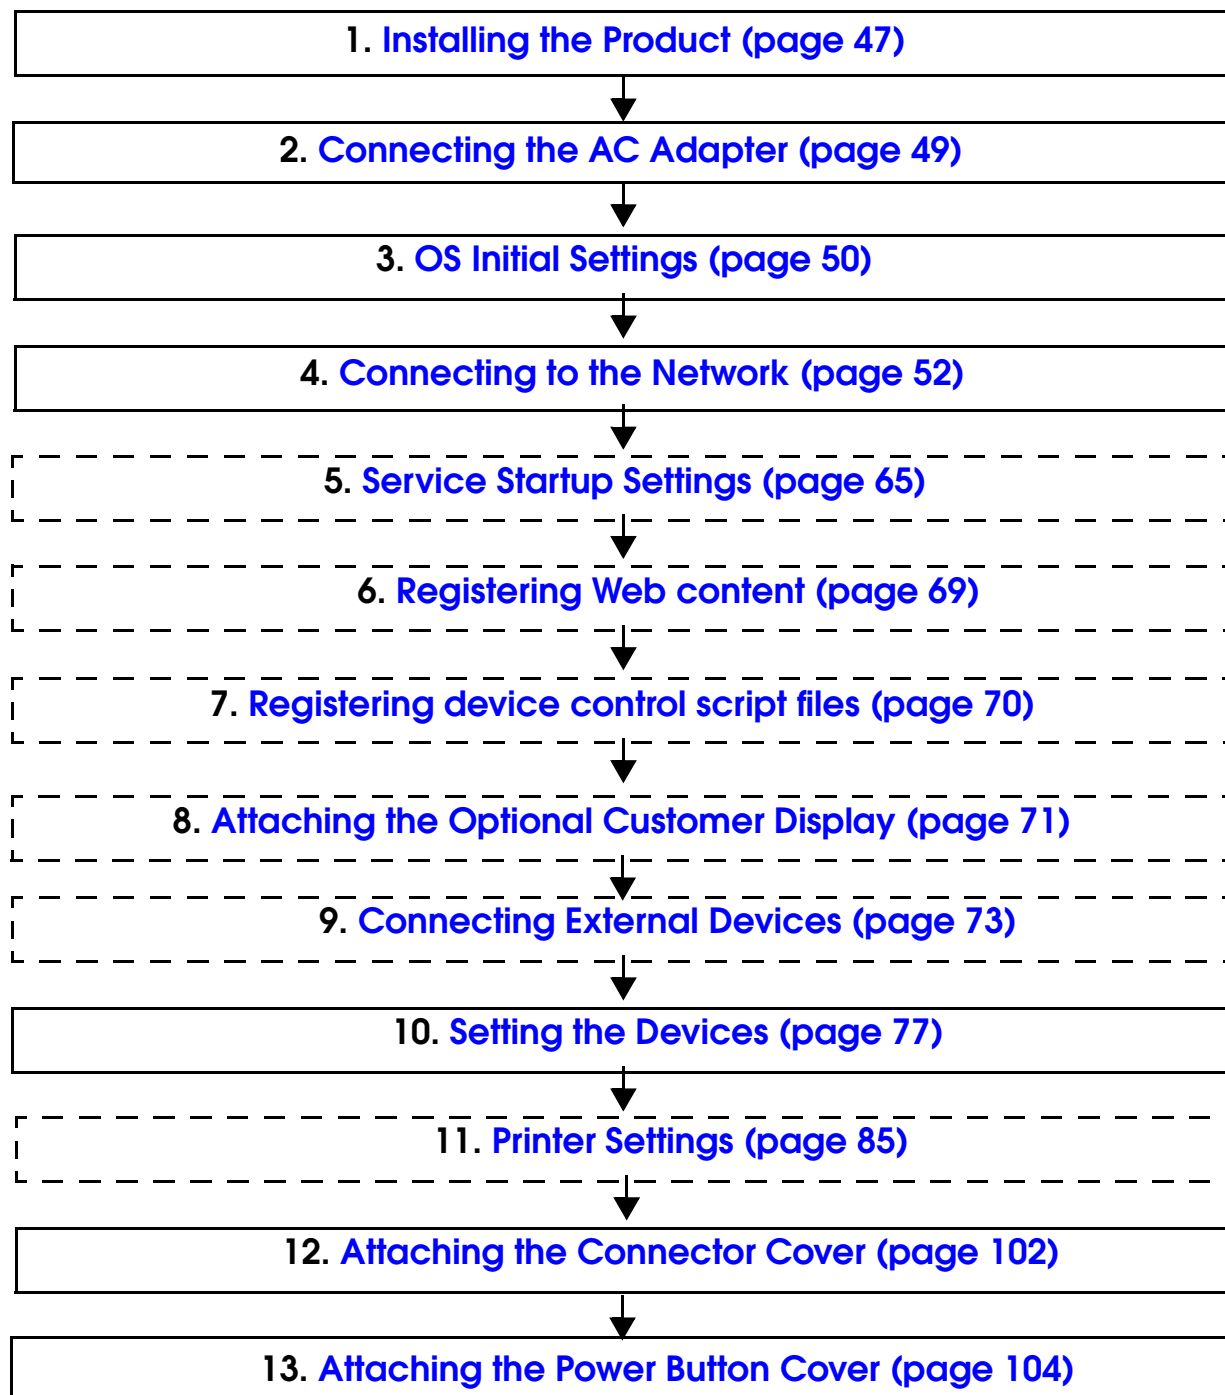 1. Installing the Product (page 47)
2. Connecting the AC Adapter (page 49)
3. OS Initial Settings (page 50)
4. Connecting to the Network (page 52)
5. Service Startup Settings (page 65)
6. Registering Web content (page 69)
7. Registering device control script files (page 70)
8. Attaching the Optional Customer Display (page 71)
9. Connecting External Devices (page 73)
10. Setting the Devices (page 77)
11. Printer Settings (page 85)
12. Attaching the Connector Cover (page 102)
13. Attaching the Power Button Cover (page 104)